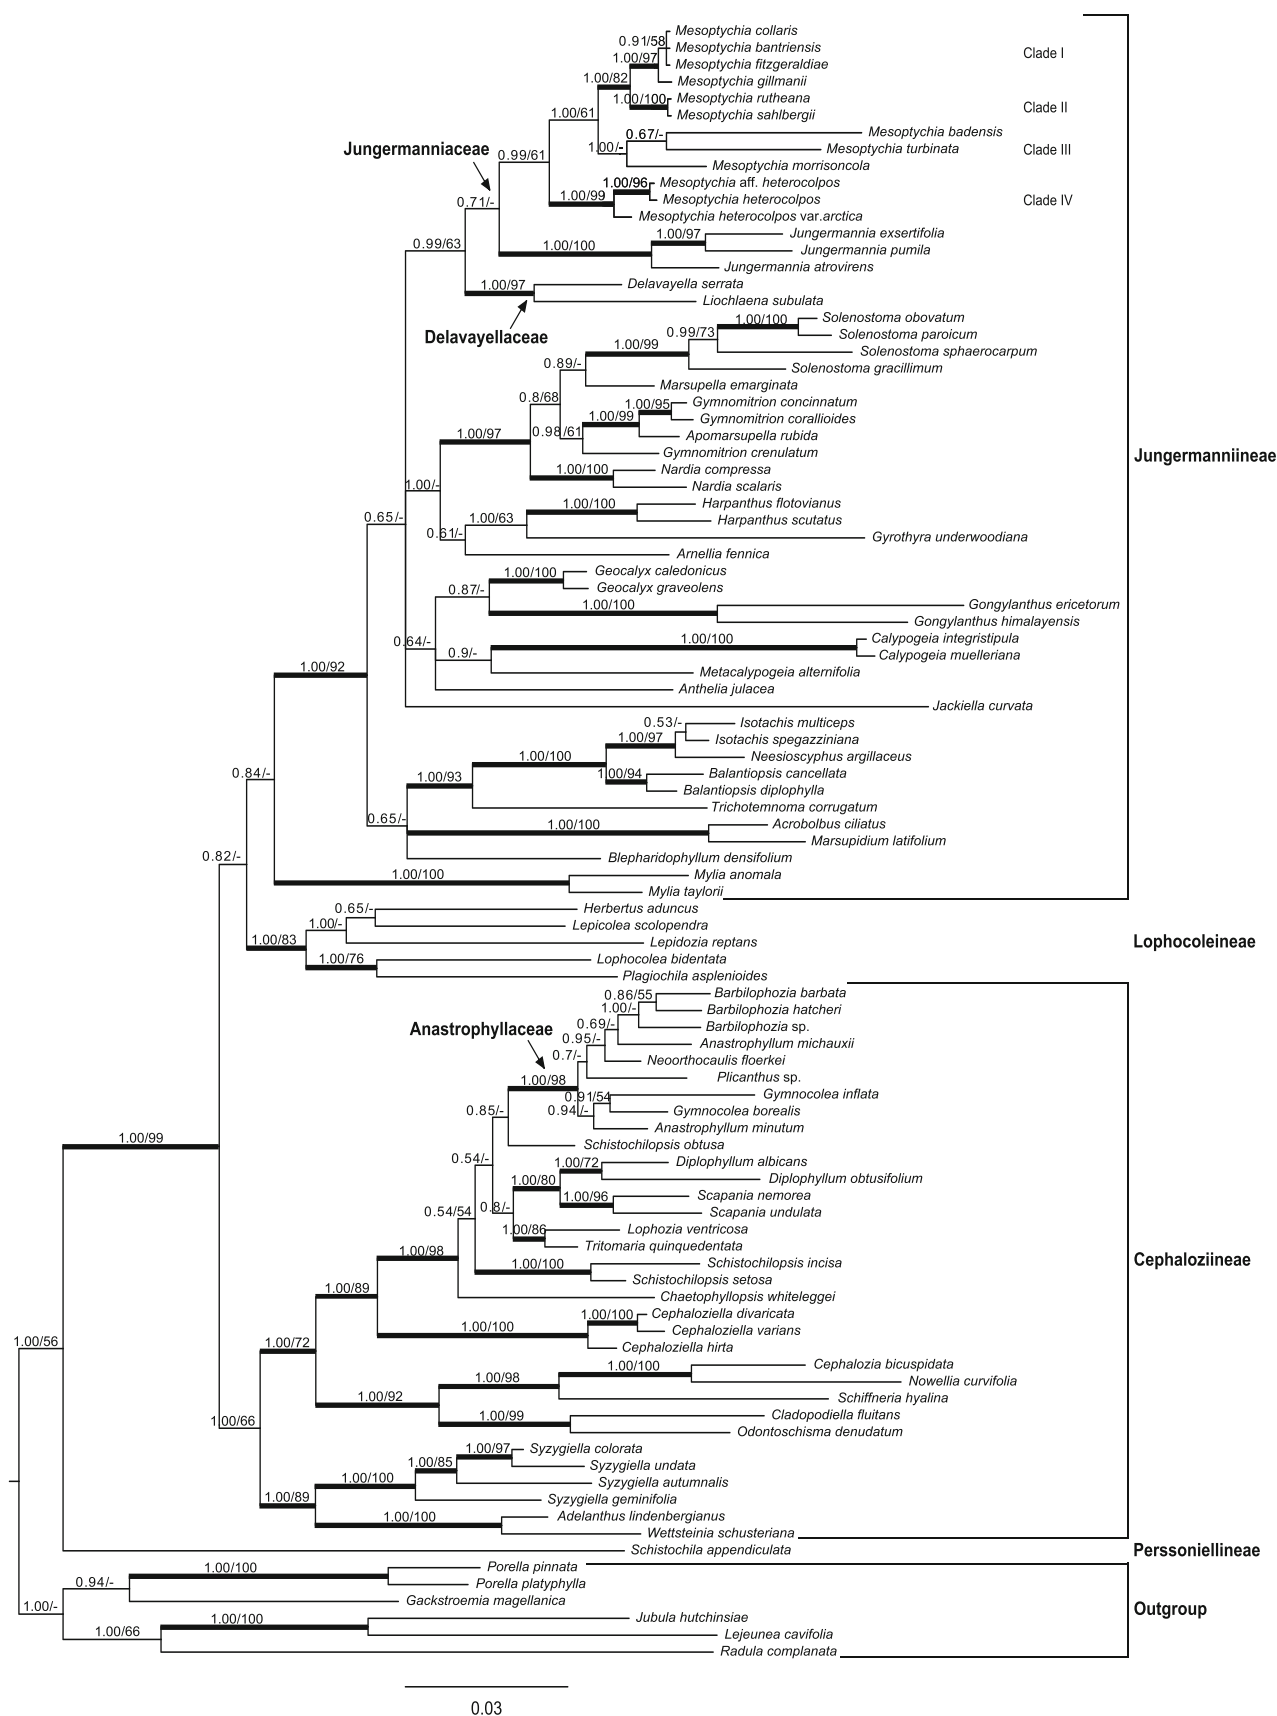 Mesoptychia collaris
0.91/58
Mesoptychia bantriensis
Clade I
1.00/97
Mesoptychia fitzgeraldiae
1.00/82
Mesoptychia gillmanii
1.00/100
Mesoptychia rutheana
Clade II
1.00/61
Mesoptychia sahlbergii
0.67/-
Mesoptychia badensis
Jungermanniaceae
1.00/-
Mesoptychia turbinata
Clade III
0.99/61
Mesoptychia morrisoncola
1.00/96
Mesoptychia aff. heterocolpos
1.00/99
Mesoptychia heterocolpos
Clade IV
0.71/-
Mesoptychia heterocolpos var.arctica
1.00/97
Jungermannia exsertifolia
0.99/63
1.00/100
Jungermannia pumila
Jungermannia atrovirens
1.00/97
Delavayella serrata
Liochlaena subulata
Delavayellaceae
1.00/100
Solenostoma obovatum
0.99/73
Solenostoma paroicum
1.00/99
Solenostoma sphaerocarpum
0.89/-
Solenostoma gracillimum
Marsupella emarginata
0.8/68
1.00/95
Gymnomitrion concinnatum
1.00/99
Gymnomitrion corallioides
1.00/97
0.98/61
Apomarsupella rubida
Gymnomitrion crenulatum
Jungermanniineae
1.00/100
Nardia compressa
1.00/-
Nardia scalaris
1.00/100
Harpanthus flotovianus
0.65/-
1.00/63
Harpanthus scutatus
0.61/-
Gyrothyra underwoodiana
Arnellia fennica
1.00/100
Geocalyx caledonicus
0.87/-
Geocalyx graveolens
1.00/100
Gongylanthus ericetorum
Gongylanthus himalayensis
0.64/-
1.00/100
Calypogeia integristipula
0.9/-
Calypogeia muelleriana
1.00/92
Metacalypogeia alternifolia
Anthelia julacea
Jackiella curvata
0.53/-
Isotachis multiceps
1.00/97
Isotachis spegazziniana
1.00/100
Neesioscyphus argillaceus
0.84/-
1.00/93
1.00/94
Balantiopsis cancellata
Balantiopsis diplophylla
Trichotemnoma corrugatum
0.65/-
1.00/100
Acrobolbus ciliatus
Marsupidium latifolium
0.82/-
Blepharidophyllum densifolium
1.00/100
Mylia anomala
Mylia taylorii
0.65/-
Herbertus aduncus
1.00/-
Lepicolea scolopendra
1.00/83
Lepidozia reptans
Lophocoleineae
1.00/76
Lophocolea bidentata
Plagiochila asplenioides
0.86/55
Barbilophozia barbata
1.00/-
Barbilophozia hatcheri
Anastrophyllaceae
0.69/-
Barbilophozia sp.
0.95/-
Anastrophyllum michauxii
0.7/-
Neoorthocaulis floerkei
1.00/98
Plicanthus sp.
0.91/54
Gymnocolea inflata
0.85/-
0.94/-
Gymnocolea borealis
Anastrophyllum minutum
1.00/99
Schistochilopsis obtusa
0.54/-
1.00/72
Diplophyllum albicans
1.00/80
Diplophyllum obtusifolium
1.00/96
Scapania nemorea
0.54/54
0.8/-
Scapania undulata
1.00/86
Lophozia ventricosa
1.00/98
Tritomaria quinquedentata
1.00/100
Schistochilopsis incisa
Cephaloziineae
Schistochilopsis setosa
1.00/89
Chaetophyllopsis whiteleggei
1.00/100
Cephaloziella divaricata
1.00/100
Cephaloziella varians
1.00/56
1.00/72
Cephaloziella hirta
1.00/100
Cephalozia bicuspidata
1.00/98
Nowellia curvifolia
1.00/92
Schiffneria hyalina
1.00/66
1.00/99
Cladopodiella fluitans
Odontoschisma denudatum
1.00/97
Syzygiella colorata
1.00/85
Syzygiella undata
1.00/100
Syzygiella autumnalis
1.00/89
Syzygiella geminifolia
1.00/100
Adelanthus lindenbergianus
Wettsteinia schusteriana
Schistochila appendiculata
Perssoniellineae
1.00/100
Porella pinnata
0.94/-
Porella platyphylla
1.00/-
Gackstroemia magellanica
Outgroup
1.00/100
Jubula hutchinsiae
1.00/66
Lejeunea cavifolia
Radula complanata
0.03